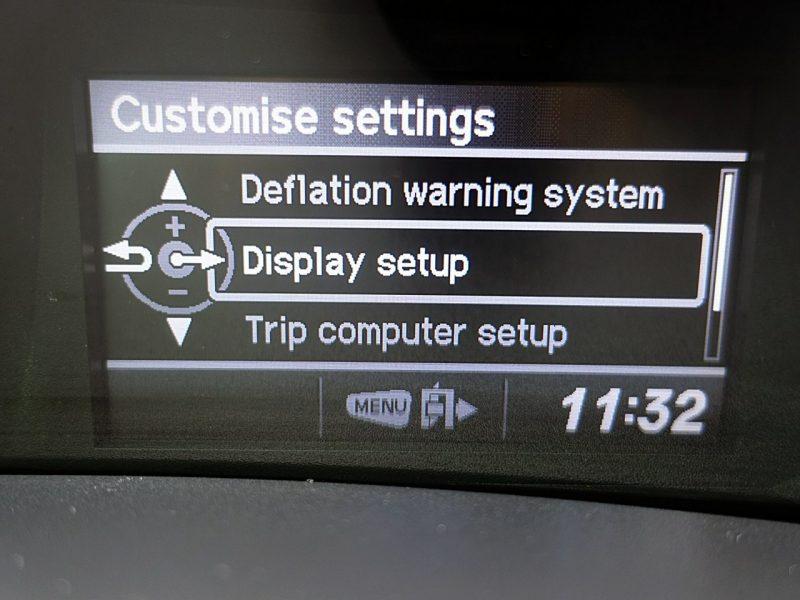 Customise settings
Deflation warning system
Display setup
Trip computer setup
MENU
11:32